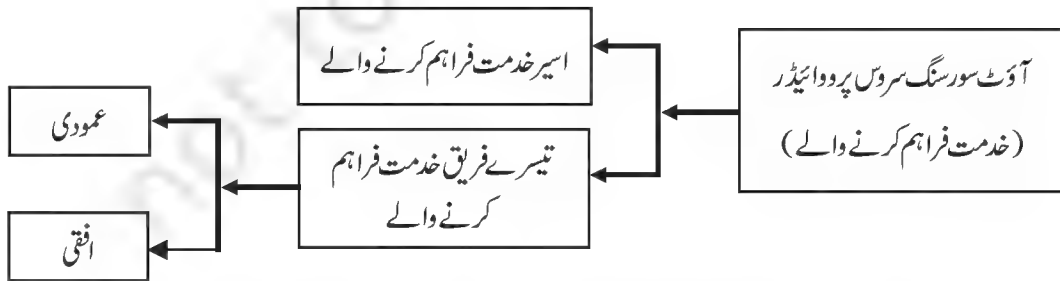 آؤٹ سورسنگ سروس پرووائیڈر
(خدمت فراہم کرنے والے)
اسیر خدمت فراہم کرنے والے
تیسرے فریق خدمت فراہم
کرنے والے
عمودی
افقی